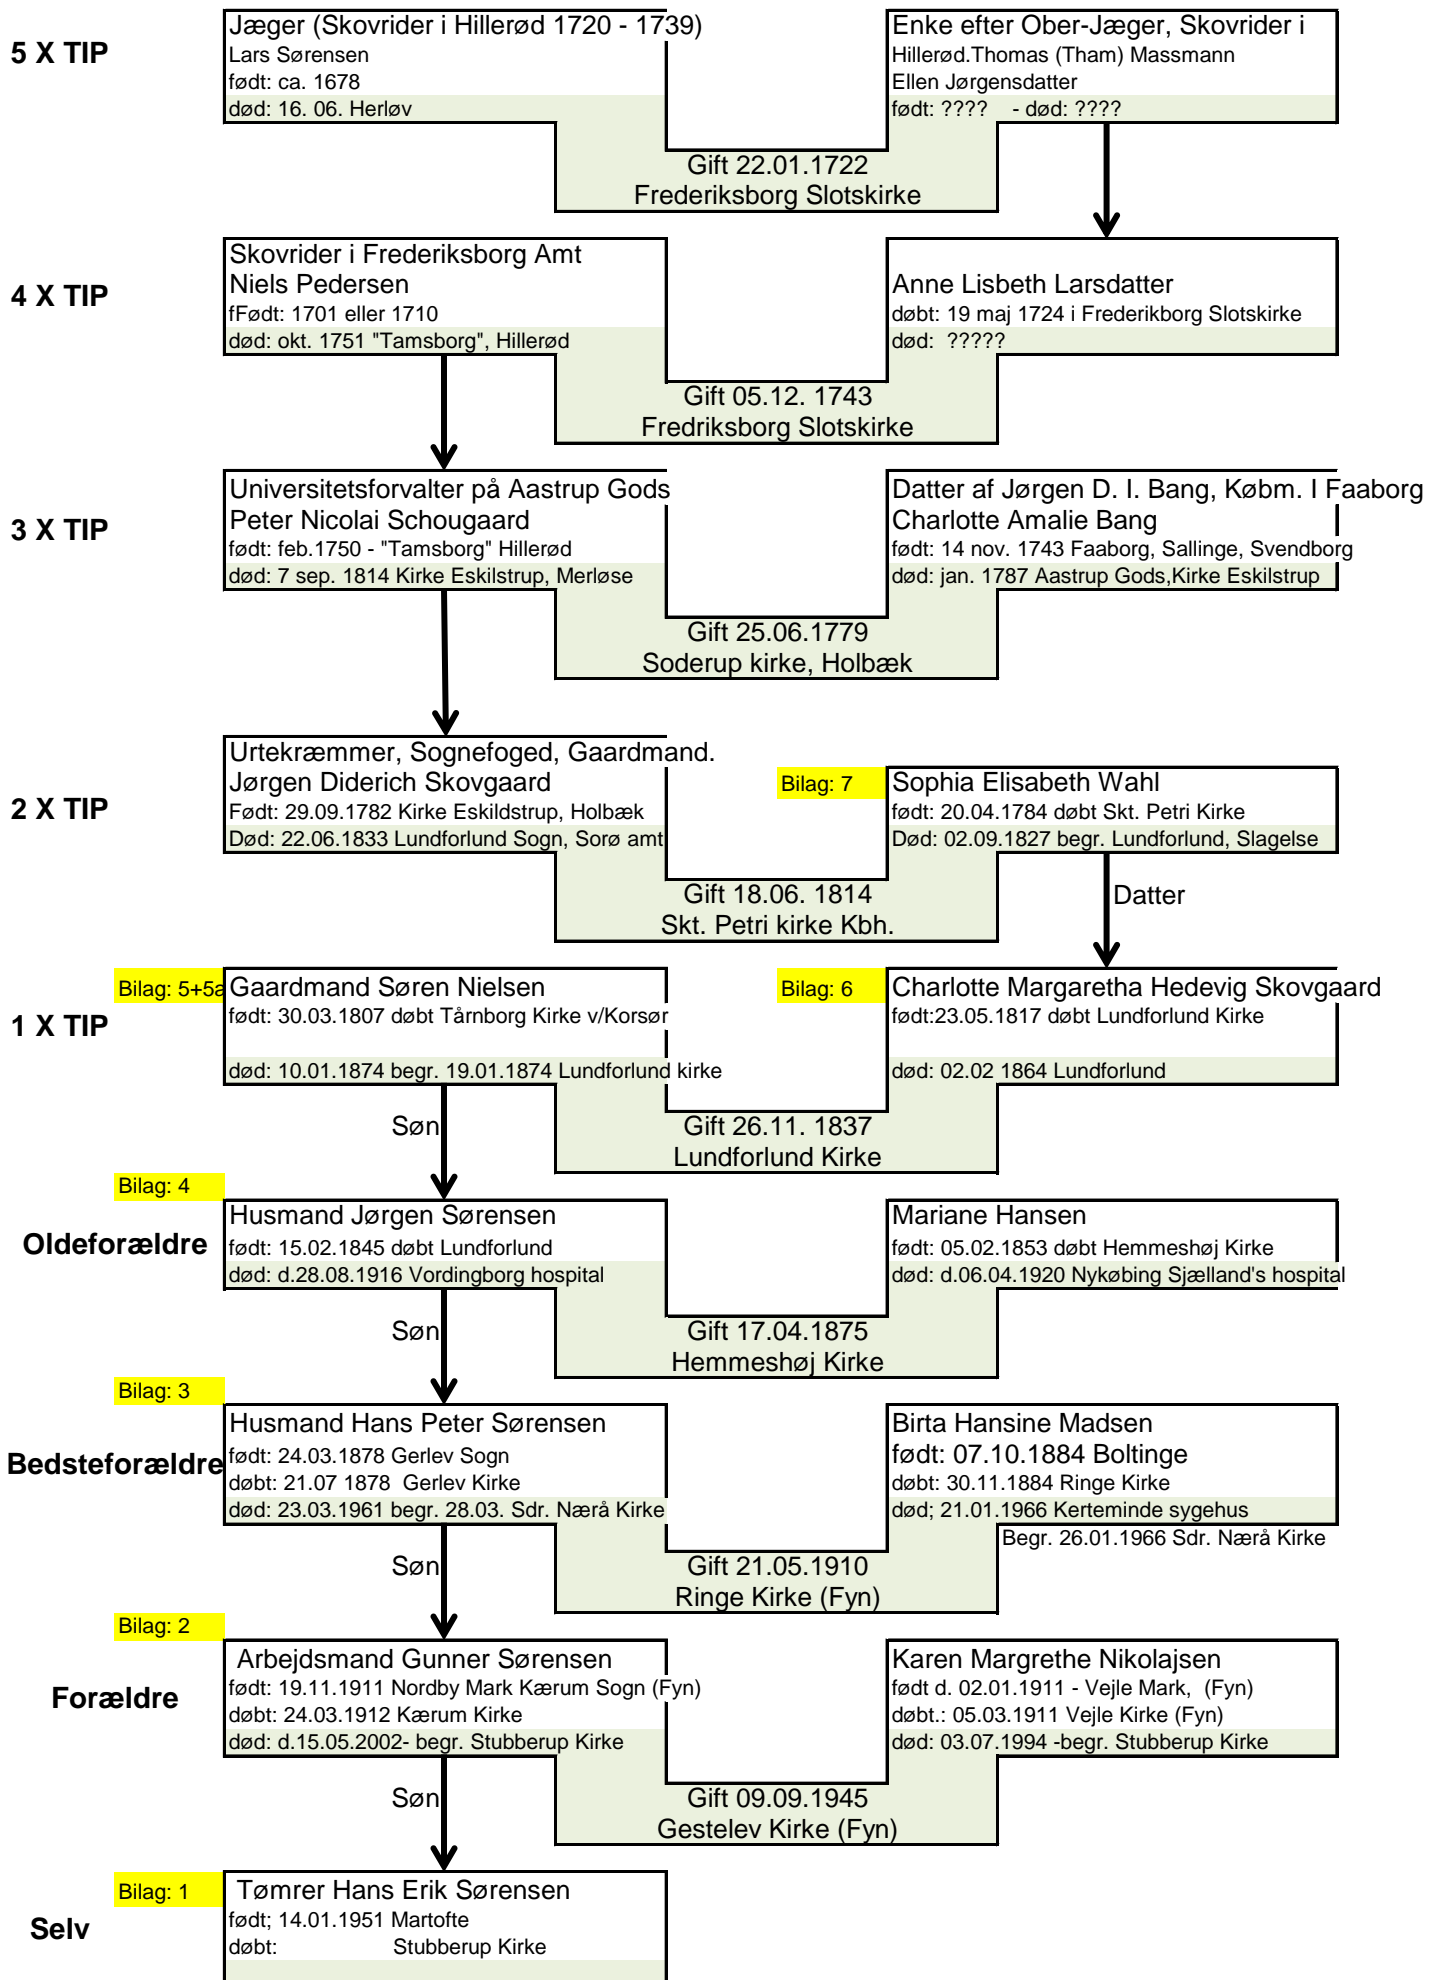 5 X TIP
Jæger (Skovrider i Hillerød 1720 - 1739)
Lars Sørensen
født: ca. 1678
død: 16. 06. Herløv
Enke efter Ober-Jæger, Skovrider i
Hillerød.Thomas (Tham) Massmann
Ellen Jørgensdatter
født: ???? - død: ????
Gift 22.01.1722
Frederiksborg Slotskirke
4 X TIP
Skovrider i Frederiksborg Amt
Niels Pedersen
fFødt: 1701 eller 1710
død: okt. 1751 "Tamsborg", Hillerød
Anne Lisbeth Larsdatter
døbt: 19 maj 1724 i Frederikborg Slotskirke
død: ?????
Gift 05.12. 1743
Fredriksborg Slotskirke
3 X TIP
Universitetsforvalter på Aastrup Gods
Peter Nicolai Schougaard
født: feb.1750 - "Tamsborg" Hillerød
død: 7 sep. 1814 Kirke Eskilstrup, Merløse
Datter af Jørgen D. I. Bang, Købm. I Faaborg
Charlotte Amalie Bang
født: 14 nov. 1743 Faaborg, Sallinge, Svendborg
død: jan. 1787 Aastrup Gods,Kirke Eskilstrup
Gift 25.06.1779
Soderup kirke, Holbæk
2 X TIP
Urtekræmmer, Sognefoged, Gaardmand.
Jørgen Diderich Skovgaard
Født: 29.09.1782 Kirke Eskildstrup, Holbæk
Død: 22.06.1833 Lundforlund Sogn, Sorø amt
Bilag: 7
Sophia Elisabeth Wahl
født: 20.04.1784 døbt Skt. Petri Kirke
Død: 02.09.1827 begr. Lundforlund, Slagelse
Gift 18.06. 1814
Skt. Petri kirke Kbh.
Datter
1 X TIP
Bilag: 5+5a
Gaardmand Søren Nielsen
født: 30.03.1807 døbt Tårnborg Kirke v/Korsør
død: 10.01.1874 begr. 19.01.1874 Lundforlund kirke
Bilag: 6
Charlotte Margaretha Hedevig Skovgaard
født:23.05.1817 døbt Lundforlund Kirke
død: 02.02 1864 Lundforlund
Søn
Gift 26.11. 1837
Lundforlund Kirke
Bilag: 4
Oldeforældre
Husmand Jørgen Sørensen
født: 15.02.1845 døbt Lundforlund
død: d.28.08.1916 Vordingborg hospital
Mariane Hansen
født: 05.02.1853 døbt Hemmeshøj Kirke
død: d.06.04.1920 Nykøbing Sjælland's hospital
Søn
Gift 17.04.1875
Hemmeshøj Kirke
Bilag: 3
Bedsteforældre
Husmand Hans Peter Sørensen
født: 24.03.1878 Gerlev Sogn
døbt: 21.07 1878 Gerlev Kirke
død: 23.03.1961 begr. 28.03. Sdr. Nærå Kirke
Birta Hansine Madsen
født: 07.10.1884 Boltinge
døbt: 30.11.1884 Ringe Kirke
død; 21.01.1966 Kerteminde sygehus
Begr. 26.01.1966 Sdr. Nærå Kirke
Søn
Gift 21.05.1910
Ringe Kirke (Fyn)
Bilag: 2
Forældre
Arbejdsmand Gunner Sørensen
født: 19.11.1911 Nordby Mark Kærum Sogn (Fyn)
døbt: 24.03.1912 Kærum Kirke
død: d.15.05.2002- begr. Stubberup Kirke
Karen Margrethe Nikolajsen
født d. 02.01.1911 - Vejle Mark, (Fyn)
døbt.: 05.03.1911 Vejle Kirke (Fyn)
død: 03.07.1994 -begr. Stubberup Kirke
Søn
Gift 09.09.1945
Gestelev Kirke (Fyn)
Bilag: 1
Selv
Tømrer Hans Erik Sørensen
født; 14.01.1951 Martofte
døbt: Stubberup Kirke